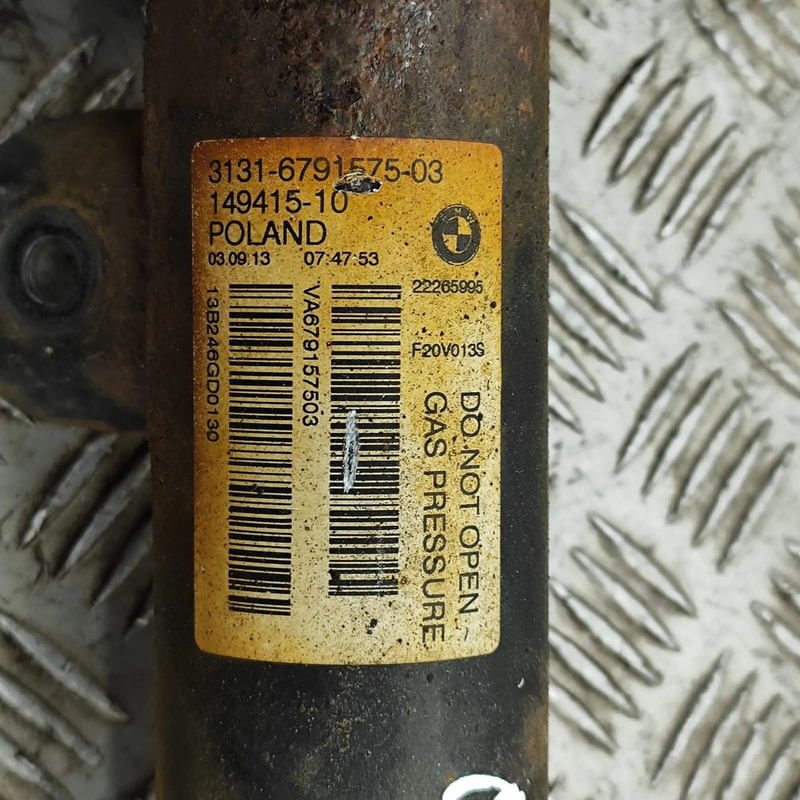 3131-6791575-03
149415-10
POLAND
03.09.13 07:47:53
BMW
22265995
F20V013S
13B246GD0130
VA679157503
DO NOT OPEN -
GAS PRESSURE